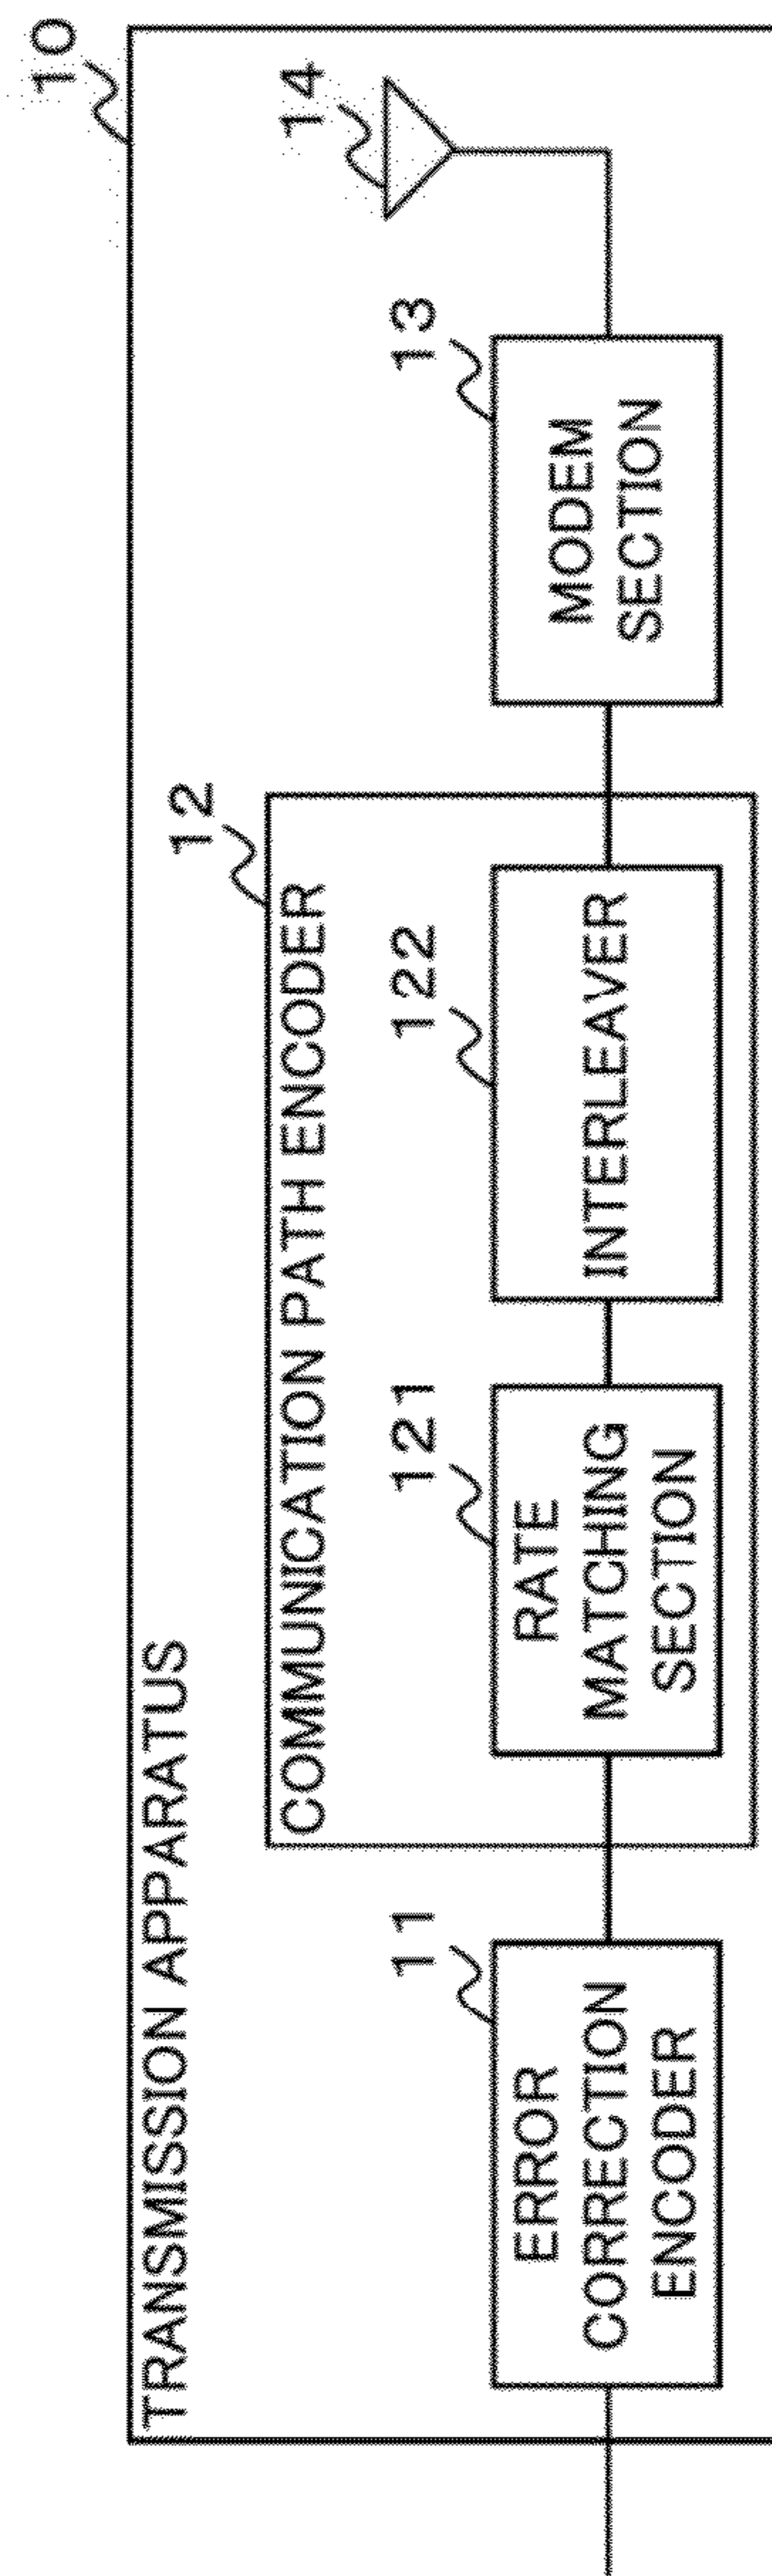 10
TRANSMISSION APPARATUS
14
12
COMMUNICATION PATH ENCODER
11
ERROR
CORRECTION
ENCODER
121
RATE
MATCHING
SECTION
122
INTERLEAVER
13
MODEM
SECTION